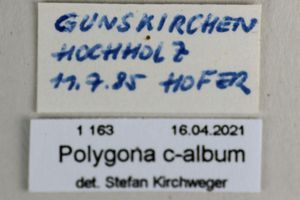 GUNSKIRCHEN
HOCHHOLZ
11.7.85 HOFER
1 163 16.04.2021
Polygona c-album
det. Stefan Kirchweger